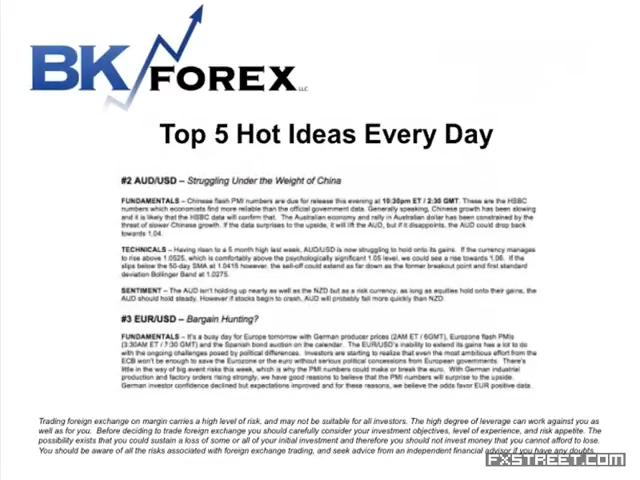 BK FOREX LLC
Top 5 Hot Ideas Every Day
#2 AUD/USD – Struggling Under the Weight of China
FUNDAMENTALS – Chinese flash PMI numbers are due for release this evening at 10:30pm ET / 2:30 GMT. These are the HSBC
numbers which economists find more reliable than the official government data. Generally speaking, Chinese growth has been slowing
and it is likely that the HSBC data will confirm that. The Australian economy and rally in Australian dollar has been constrained by the
threat of slower Chinese growth. If the data surprises to the upside, it will lift the AUD, but if it disappoints, the AUD could drop back
towards 1.04.
TECHNICALS – Having risen to a 5 month high last week, AUD/USD is now struggling to hold onto its gains. If the currency manages
to rise above 1.0525, which is comfortably above the psychologically significant 1.05 level, we could see a rise towards 1.06. If the
slips below the 50-day SMA at 1.0415 however, the sell-off could extend as far down as the former breakout point and first standard
deviation Bollinger Band at 1.0275.
SENTIMENT – The AUD isn't holding up nearly as well as the NZD but as a risk currency, as long as equities hold onto their gains, the
AUD should hold steady. However if stocks begin to crash, AUD will probably fall more quickly than NZD.
#3 EUR/USD – Bargain Hunting?
FUNDAMENTALS – It's a busy day for Europe tomorrow with German producer prices (2AM ET / 6GMT), Eurozone flash PMIs
(3:30AM ET / 7:30 GMT) and the Spanish bond auction on the calendar. The EUR/USD's inability to extend its gains has a lot to do
with the ongoing challenges posed by political differences. Investors are starting to realize that even the most ambitious effort from the
ECB won't be enough to save the Eurozone or the euro without serious political concessions from European governments. There's
little in the way of big event risks this week, which is why the PMI numbers could make or break the euro. With German industrial
production and factory orders rising strongly, we have good reasons to believe that the PMI numbers will surprise to the upside.
German investor confidence declined but expectations improved and for these reasons, we believe the odds favor EUR positive data.
Trading foreign exchange on margin carries a high level of risk, and may not be suitable for all investors. The high degree of leverage can work against you as
well as for you. Before deciding to trade foreign exchange you should carefully consider your investment objectives, level of experience, and risk appetite. The
possibility exists that you could sustain a loss of some or all of your initial investment and therefore you should not invest money that you cannot afford to lose.
You should be aware of all the risks associated with foreign exchange trading, and seek advice from an independent financial advisor if you have any doubts.
FXSTREET.COM